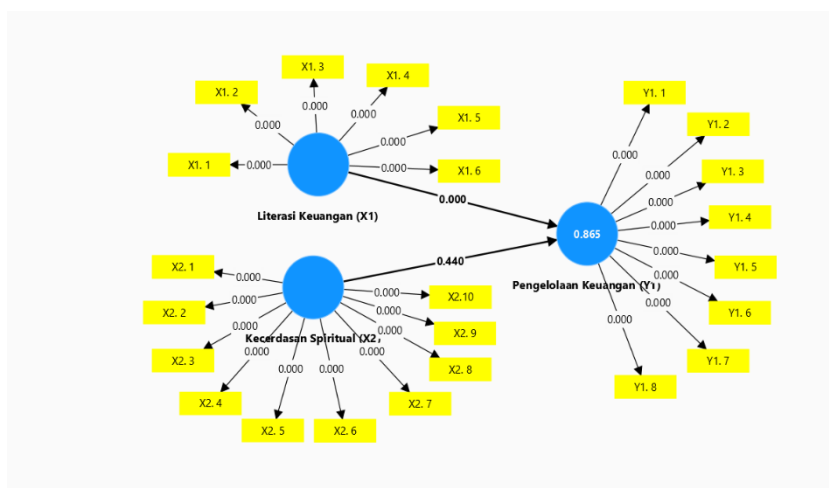 X1. 3
X1. 4
X1. 2
X1. 5
X1. 1
X1. 6
0.000
0.000
0.000
0.000
0.000
0.000
Literasi Keuangan (X1)
0.000
0.440
X2. 1
X2. 2
X2. 3
X2. 4
X2. 5
X2. 6
X2. 7
X2. 8
X2. 9
X2.10
0.000
0.000
0.000
0.000
0.000
0.000
0.000
0.000
0.000
0.000
Kecerdasan Spiritual (X2)
0.865
Pengelolaan Keuangan (Y1)
Y1. 1
Y1. 2
Y1. 3
Y1. 4
Y1. 5
Y1. 6
Y1. 7
Y1. 8
0.000
0.000
0.000
0.000
0.000
0.000
0.000
0.000